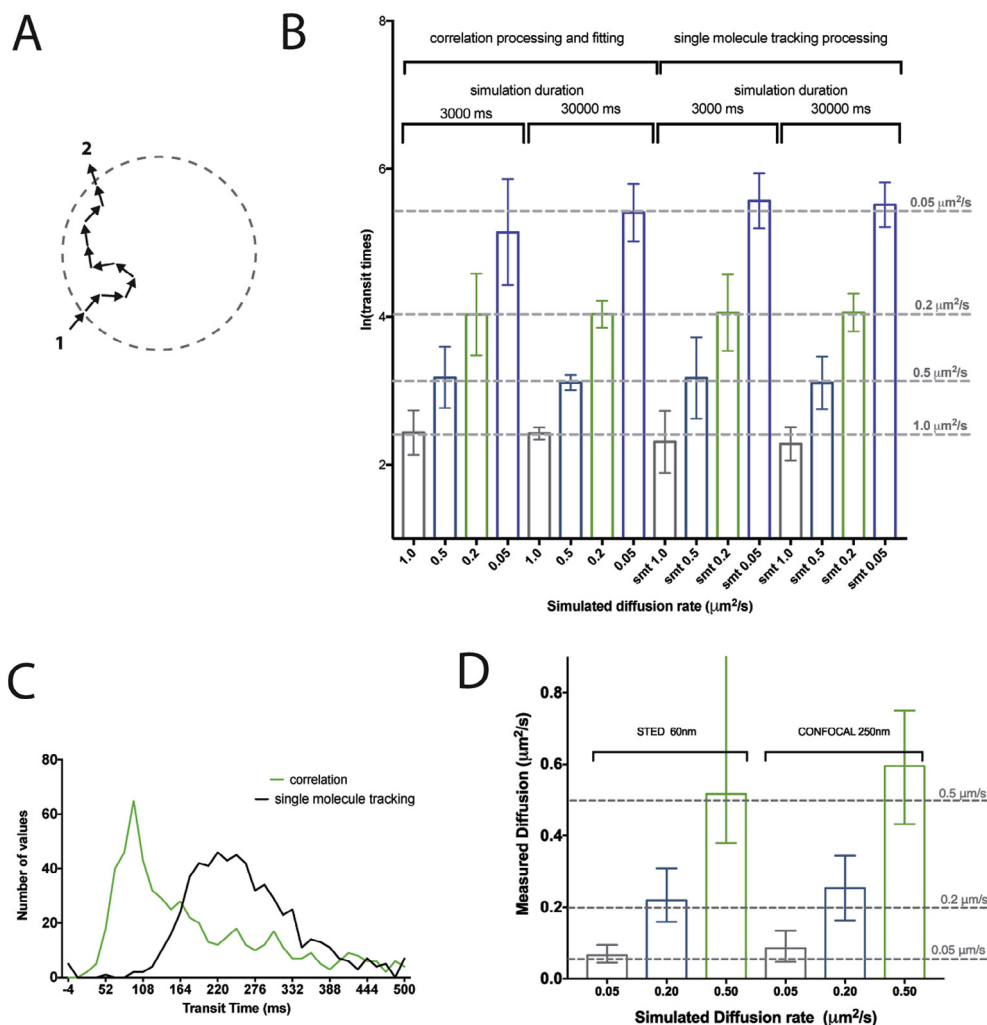 A
2
1
B
correlation processing and fitting
single molecule tracking processing
simulation duration
simulation duration
3000 ms
30000 ms
3000 ms
30000 ms
8
6
4
2
ln(transit times)
0.05 μm²/s
0.2 μm²/s
0.5 μm²/s
1.0 μm²/s
1.0
0.5
0.2
0.05
1.0
0.5
0.2
0.05
smt 1.0
smt 0.5
smt 0.2
smt 0.05
smt 1.0
smt 0.5
smt 0.2
smt 0.05
Simulated diffusion rate (μm²/s)
C
80
60
40
20
0
Number of values
correlation
single molecule tracking
-4
52
108
164
220
276
332
388
444
500
Transit Time (ms)
D
0.8
0.6
0.4
0.2
0.0
Measured Diffusion (μm²/s)
STED 60nm
CONFOCAL 250nm
0.5 μm/s
0.2 μm/s
0.05 μm/s
0.05
0.20
0.50
0.05
0.20
0.50
Simulated Diffusion rate (μm²/s)